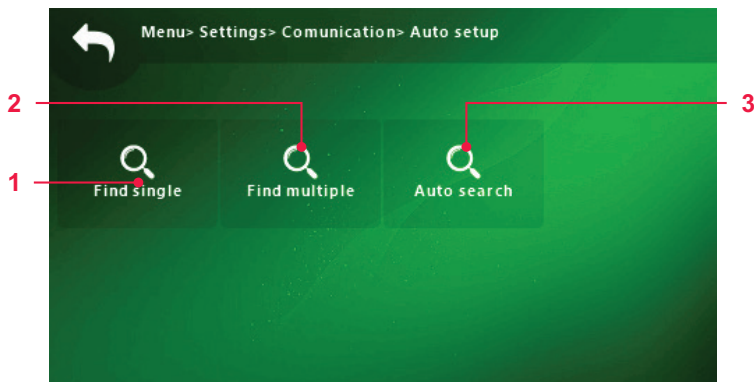 Menu> Settings> Comunication> Auto setup
2
3
1
Find single
Find multiple
Auto search